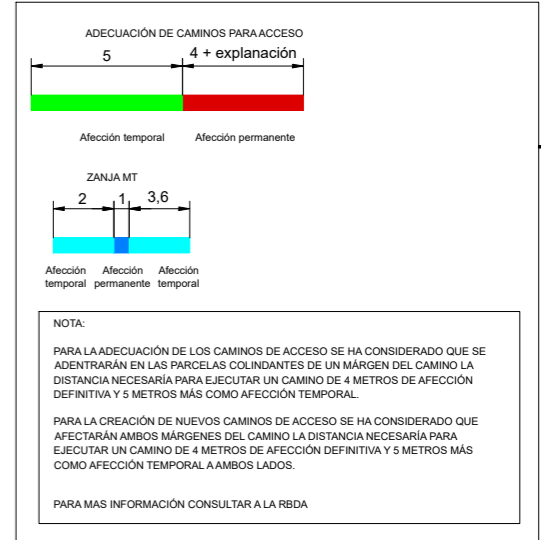 ADECUACIÓN DE CAMINOS PARA ACCESO
5
4 + explanación
Afección temporal
Afección permanente
ZANJA MT
2
1
3,6
Afección temporal
Afección permanente
Afección temporal
NOTA:
PARA LA ADECUACIÓN DE LOS CAMINOS DE ACCESO SE HA CONSIDERADO QUE SE
ADENTRARÁN EN LAS PARCELAS COLINDANTES DE UN MÁRGEN DEL CAMINO LA
DISTANCIA NECESARÍA PARA EJECUTAR UN CAMINO DE 4 METROS DE AFECCIÓN
DEFINITIVA Y 5 METROS MÁS COMO AFECCIÓN TEMPORAL.
PARA LA CREACIÓN DE NUEVOS CAMINOS DE ACCESO SE HA CONSIDERADO QUE
AFECTARÁN AMBOS MÁRGENES DEL CAMINO LA DISTANCIA NECESARÍA PARA
EJECUTAR UN CAMINO DE 4 METROS DE AFECCIÓN DEFINITIVA Y 5 METROS MÁS
COMO AFECCIÓN TEMPORAL A AMBOS LADOS.
PARA MAS INFORMACIÓN CONSULTAR A LA RBDA